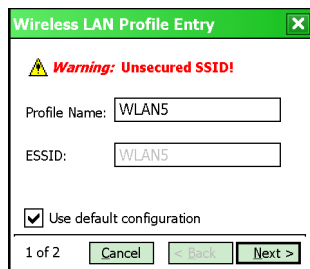 Wireless LAN Profile Entry
Warning: Unsecured SSID!
Profile Name: WLAN5
ESSID: WLAN5
Use default configuration
1 of 2 Cancel < Back Next >